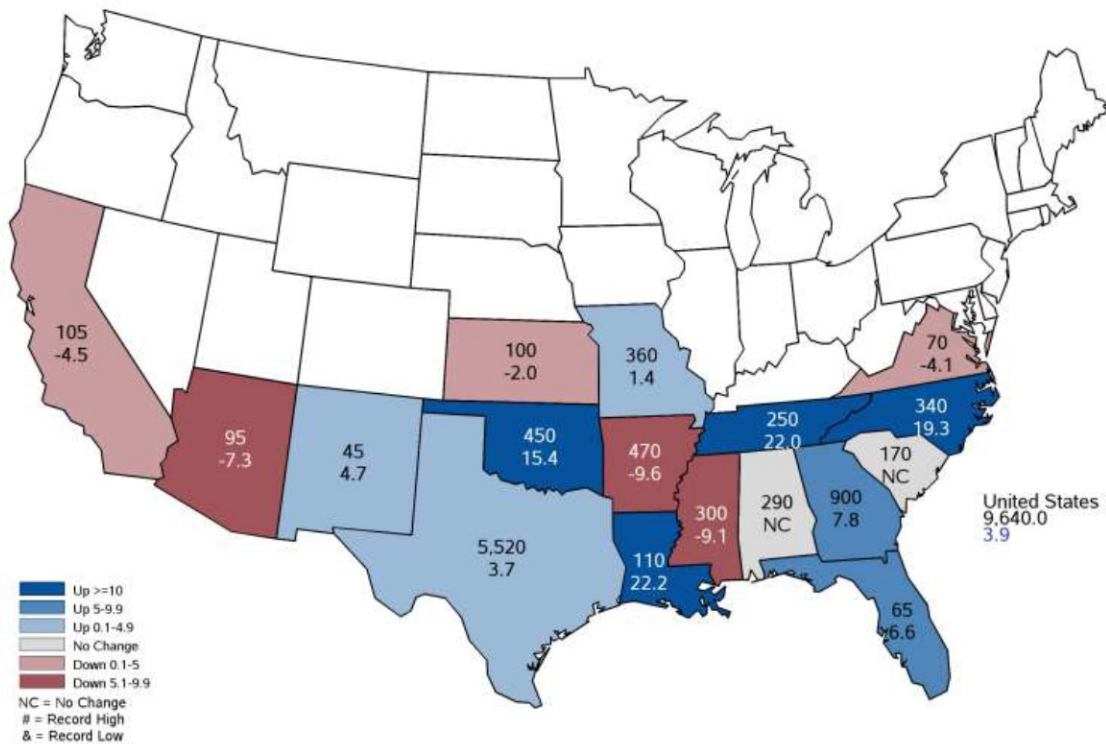 105
-4.5
95
-7.3
45
4.7
100
-2.0
450
15.4
5,520
3.7
360
1.4
470
-9.6
110
22.2
300
-9.1
250
22.0
290
NC
900
7.8
65
6.6
170
NC
340
19.3
70
-4.1
United States
9,640.0
3.9
Up >=10
Up 5-9.9
Up 0.1-4.9
No Change
Down 0.1-5
Down 5.1-9.9
NC = No Change
# = Record High
& = Record Low